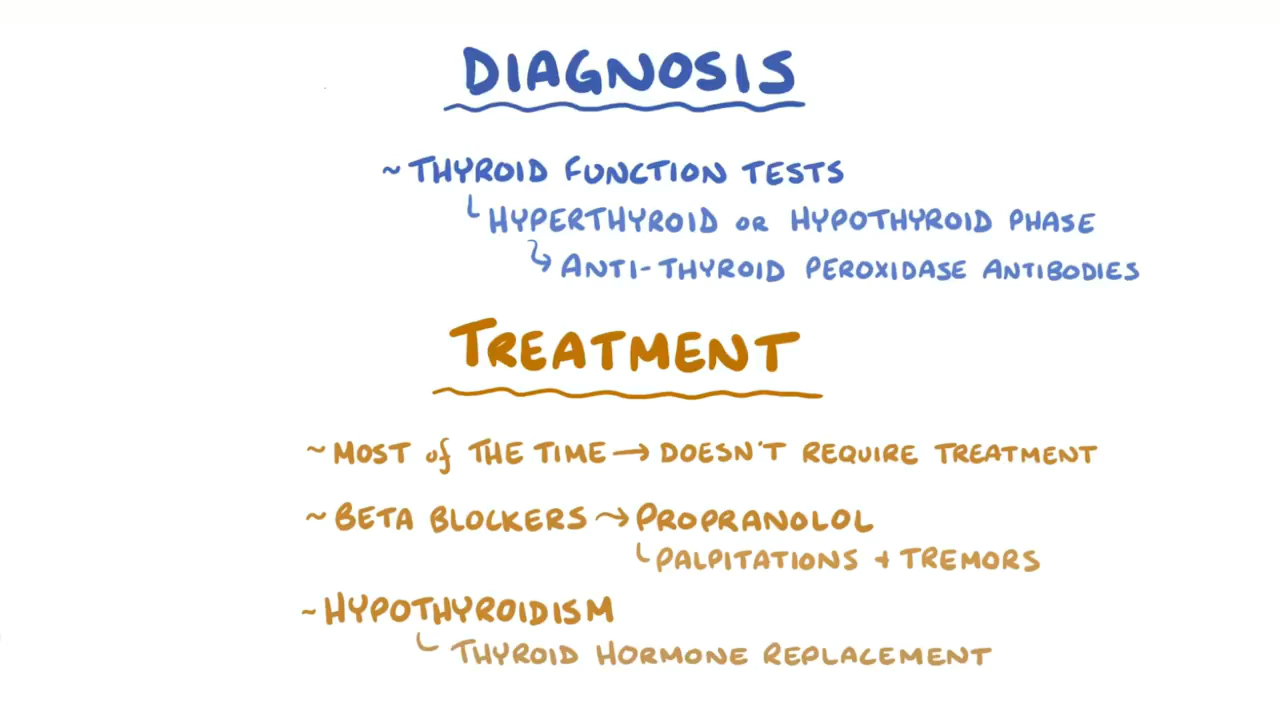 DIAGNOSIS
~ THYROID FUNCTION TESTS
HYPERTHYROID OR HYPOTHYROID PHASE
ANTI-THYROID PEROXIDASE ANTIBODIES
TREATMENT
~ MOST of THE TIME → DOESN'T REQUIRE TREATMENT
~ BETA BLOCKERS → PROPRANOLOL
PALPITATIONS + TREMORS
~ HYPOTHYROIDISM
THYROID HORMONE REPLACEMENT